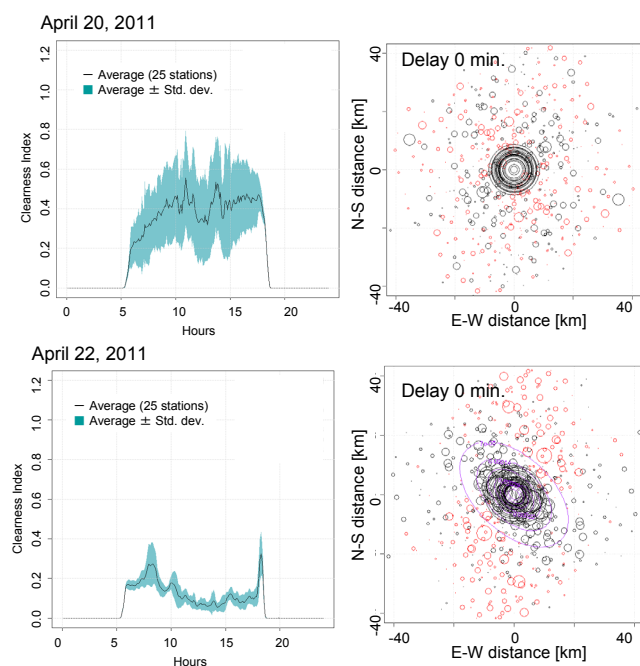 April 20, 2011
Clearness Index
0.0 0.2 0.4 0.6 0.8 1.0 1.2
Average (25 stations)
Average ± Std. dev.
0 5 10 15 20
Hours
Delay 0 min.
N-S distance [km]
-40 0 40
-40 -20 0 20 40
E-W distance [km]
April 22, 2011
Clearness Index
0.0 0.2 0.4 0.6 0.8 1.0 1.2
Average (25 stations)
Average ± Std. dev.
0 5 10 15 20
Hours
Delay 0 min.
N-S distance [km]
-40 0 40
-40 -20 0 20 40
E-W distance [km]